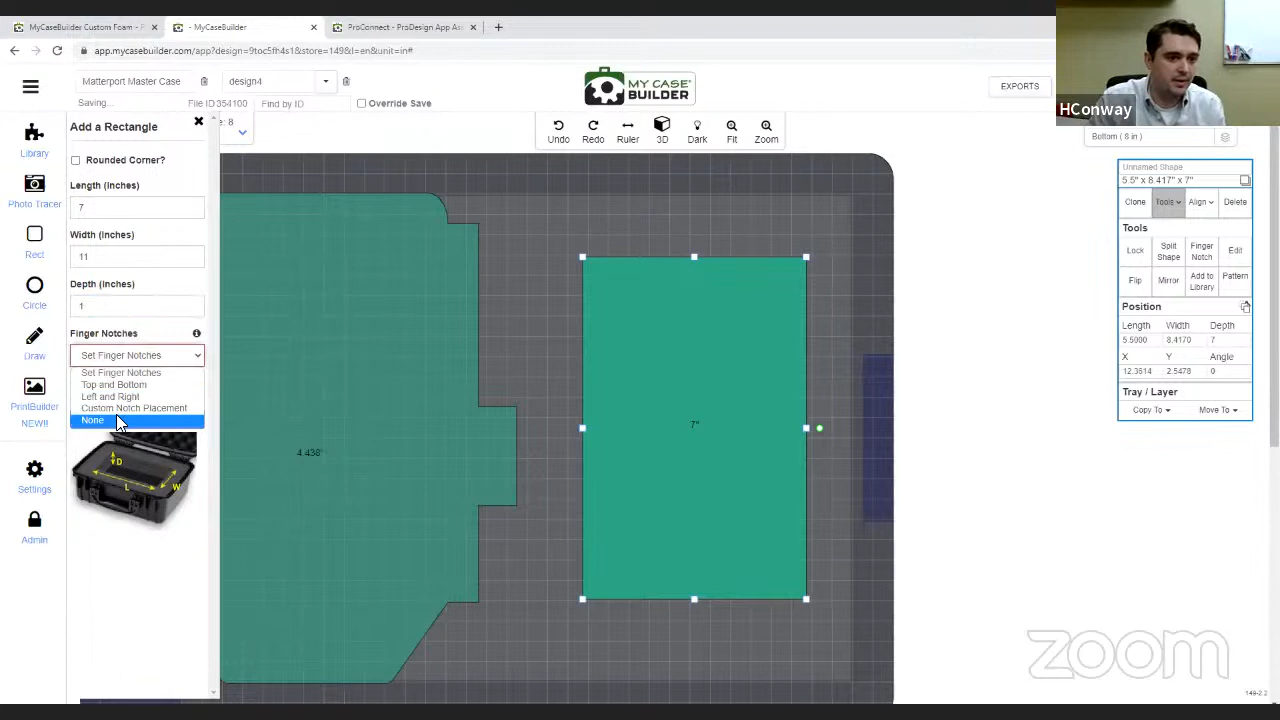 MyCaseBuilder Custom Foam - P
- MyCaseBuilder
ProConnect - ProDesign App Ass
app.mycasebuilder.com/app?design=9toc5fh4s1&store=149&l=en&unit=in#
Matterport Master Case
design4
MY CASE
BUILDER
EXPORTS
HConway
Saving...
File ID354100
Find by ID
Override Save
Add a Rectangle
: 8
Undo
Redo
Ruler
3D
Dark
Fit
Zoom
Bottom ( 8 in )
Library
Photo Tracer
Rect
Circle
Draw
PrintBuilder
NEW!!
Settings
Admin
Rounded Corner?
Length (Inches)
7
Width (Inches)
11
Depth (Inches)
1
Finger Notches
Set Finger Notches
Set Finger Notches
Top and Bottom
Left and Right
Custom Notch Placement
None
D
L
W
4.438"
7"
Unnamed Shape
5.5" x 8.417" x 7"
Clone
Tools
Align
Delete
Tools
Lock
Split Shape
Finger Notch
Edit
Flip
Mirror
Add to Library
Pattern
Position
Length
Width
Depth
5.5000
8.4170
7
X
Y
Angle
12.3614
2.5478
0
Tray / Layer
Copy To
Move To
zoom
149-2.2